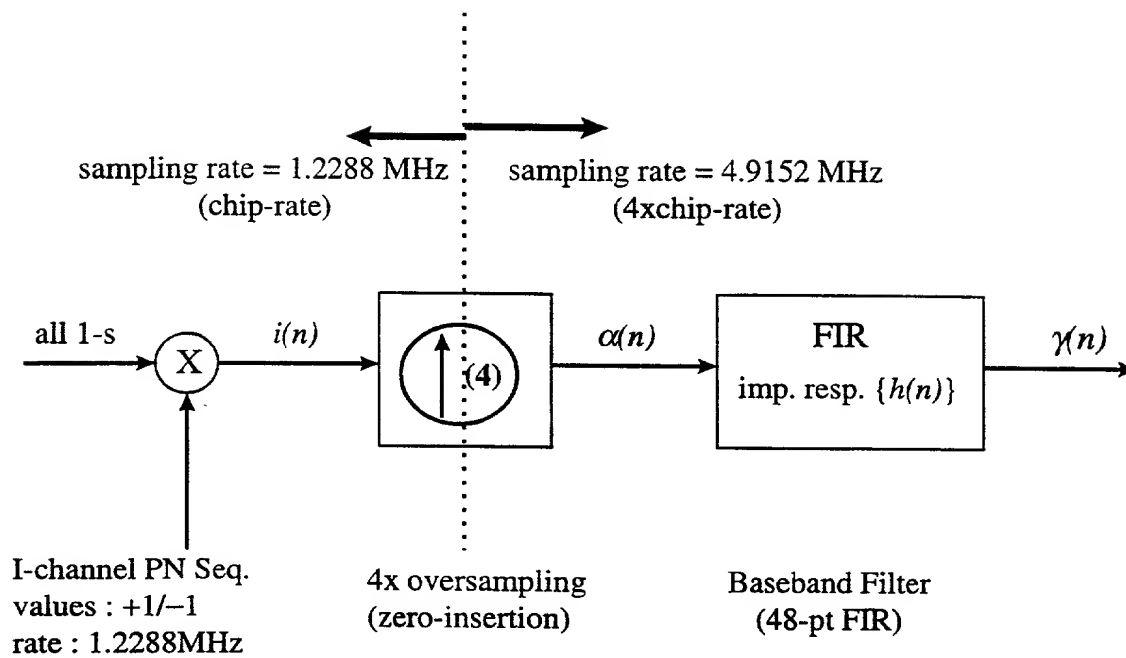 sampling rate = 1.2288 MHz
(chip-rate)
sampling rate = 4.9152 MHz
(4xchip-rate)
all 1-s
X
i(n)
(4)
α(n)
FIR
imp. resp. {h(n)}
γ(n)
I-channel PN Seq.
values : +1/−1
rate : 1.2288MHz
4x oversampling
(zero-insertion)
Baseband Filter
(48-pt FIR)